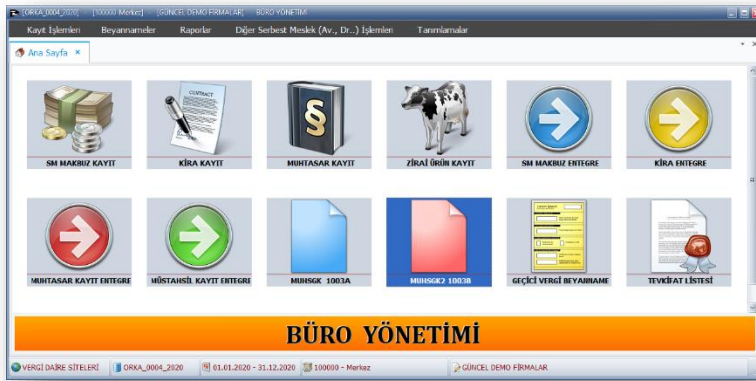 [ORKA_0004_2020] - [100000 Merkez] - [GÜNCEL DEMO FİRMALAR] BÜRO YÖNETİMİ
Kayıt İşlemleri Beyannameler Raporlar Diğer Serbest Meslek (Av., Dr..) İşlemleri Tanımlamalar
Ana Sayfa ×
CONTRACT
§
SM MAKBUZ KAYIT KİRA KAYIT MUHTASAR KAYIT ZİRAİ ÜRÜN KAYIT SM MAKBUZ ENTEGRE KİRA ENTEGRE
MUHTASAR KAYIT ENTEGRE MÜSTAHSİL KAYIT ENTEGRE MUHSGK 1003A MUHSGK2 1003B GEÇİCİ VERGİ BEYANNAME TEVKİFAT LİSTESİ
BÜRO YÖNETİMİ
VERGİ DAİRE SİTELERİ ORKA_0004_2020 01.01.2020 - 31.12.2020 100000 - Merkez GÜNCEL DEMO FİRMALAR